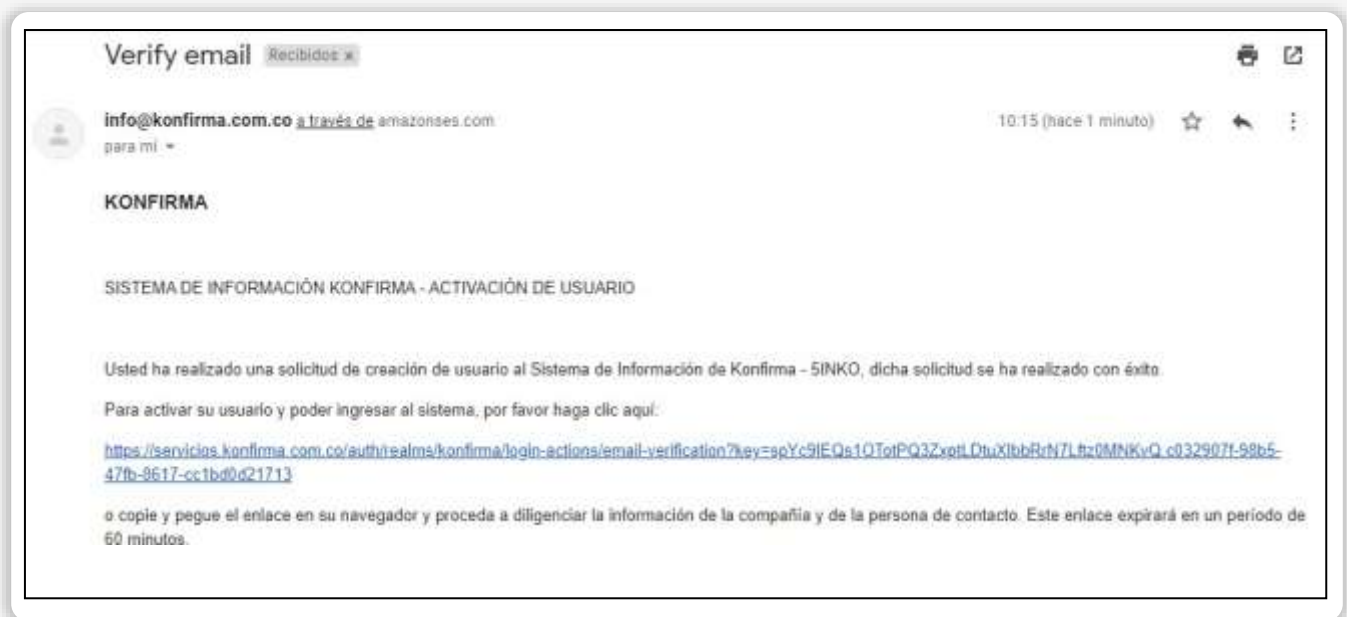 Verify email Recibidos x
info@konfirma.com.co a través de amazonses.com 10:15 (hace 1 minuto)
para mí
KONFIRMA
SISTEMA DE INFORMACIÓN KONFIRMA - ACTIVACIÓN DE USUARIO
Usted ha realizado una solicitud de creación de usuario al Sistema de Información de Konfirma - 5INKO, dicha solicitud se ha realizado con éxito.
Para activar su usuario y poder ingresar al sistema, por favor haga clic aquí:
https://servicios.konfirma.com.co/auth/realms/konfirma/login-actions/email-verification?key=
47fb-8617-cc1bd0d21713
o copie y pegue el enlace en su navegador y proceda a diligenciar la información de la compañía y de la persona de contacto. Este enlace expirará en un período de
60 minutos.